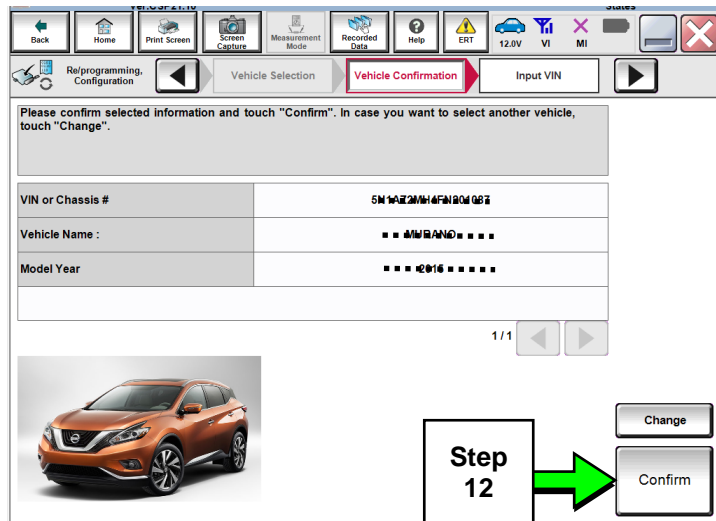 Back
Home
Print Screen
Screen
Capture
Measurement
Mode
Recorded
Data
Help
ERT
12.0V
VI
MI
Re/programming,
Configuration
Vehicle Selection
Vehicle Confirmation
Input VIN
Please confirm selected information and touch "Confirm". In case you want to select another vehicle,
touch "Change".
VIN or Chassis #
Vehicle Name :
MURANO
Model Year
2015
1/1
Change
Step
12
Confirm